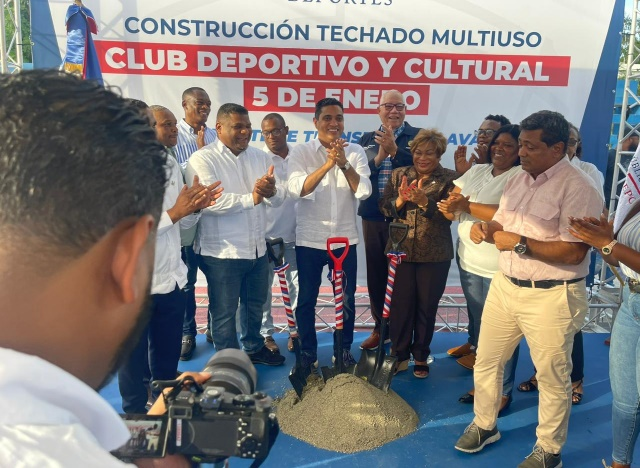 DEPORTES
CONSTRUCCIÓN TECHADO MULTIUSO
CLUB DEPORTIVO Y CULTURAL
5 DE ENERO